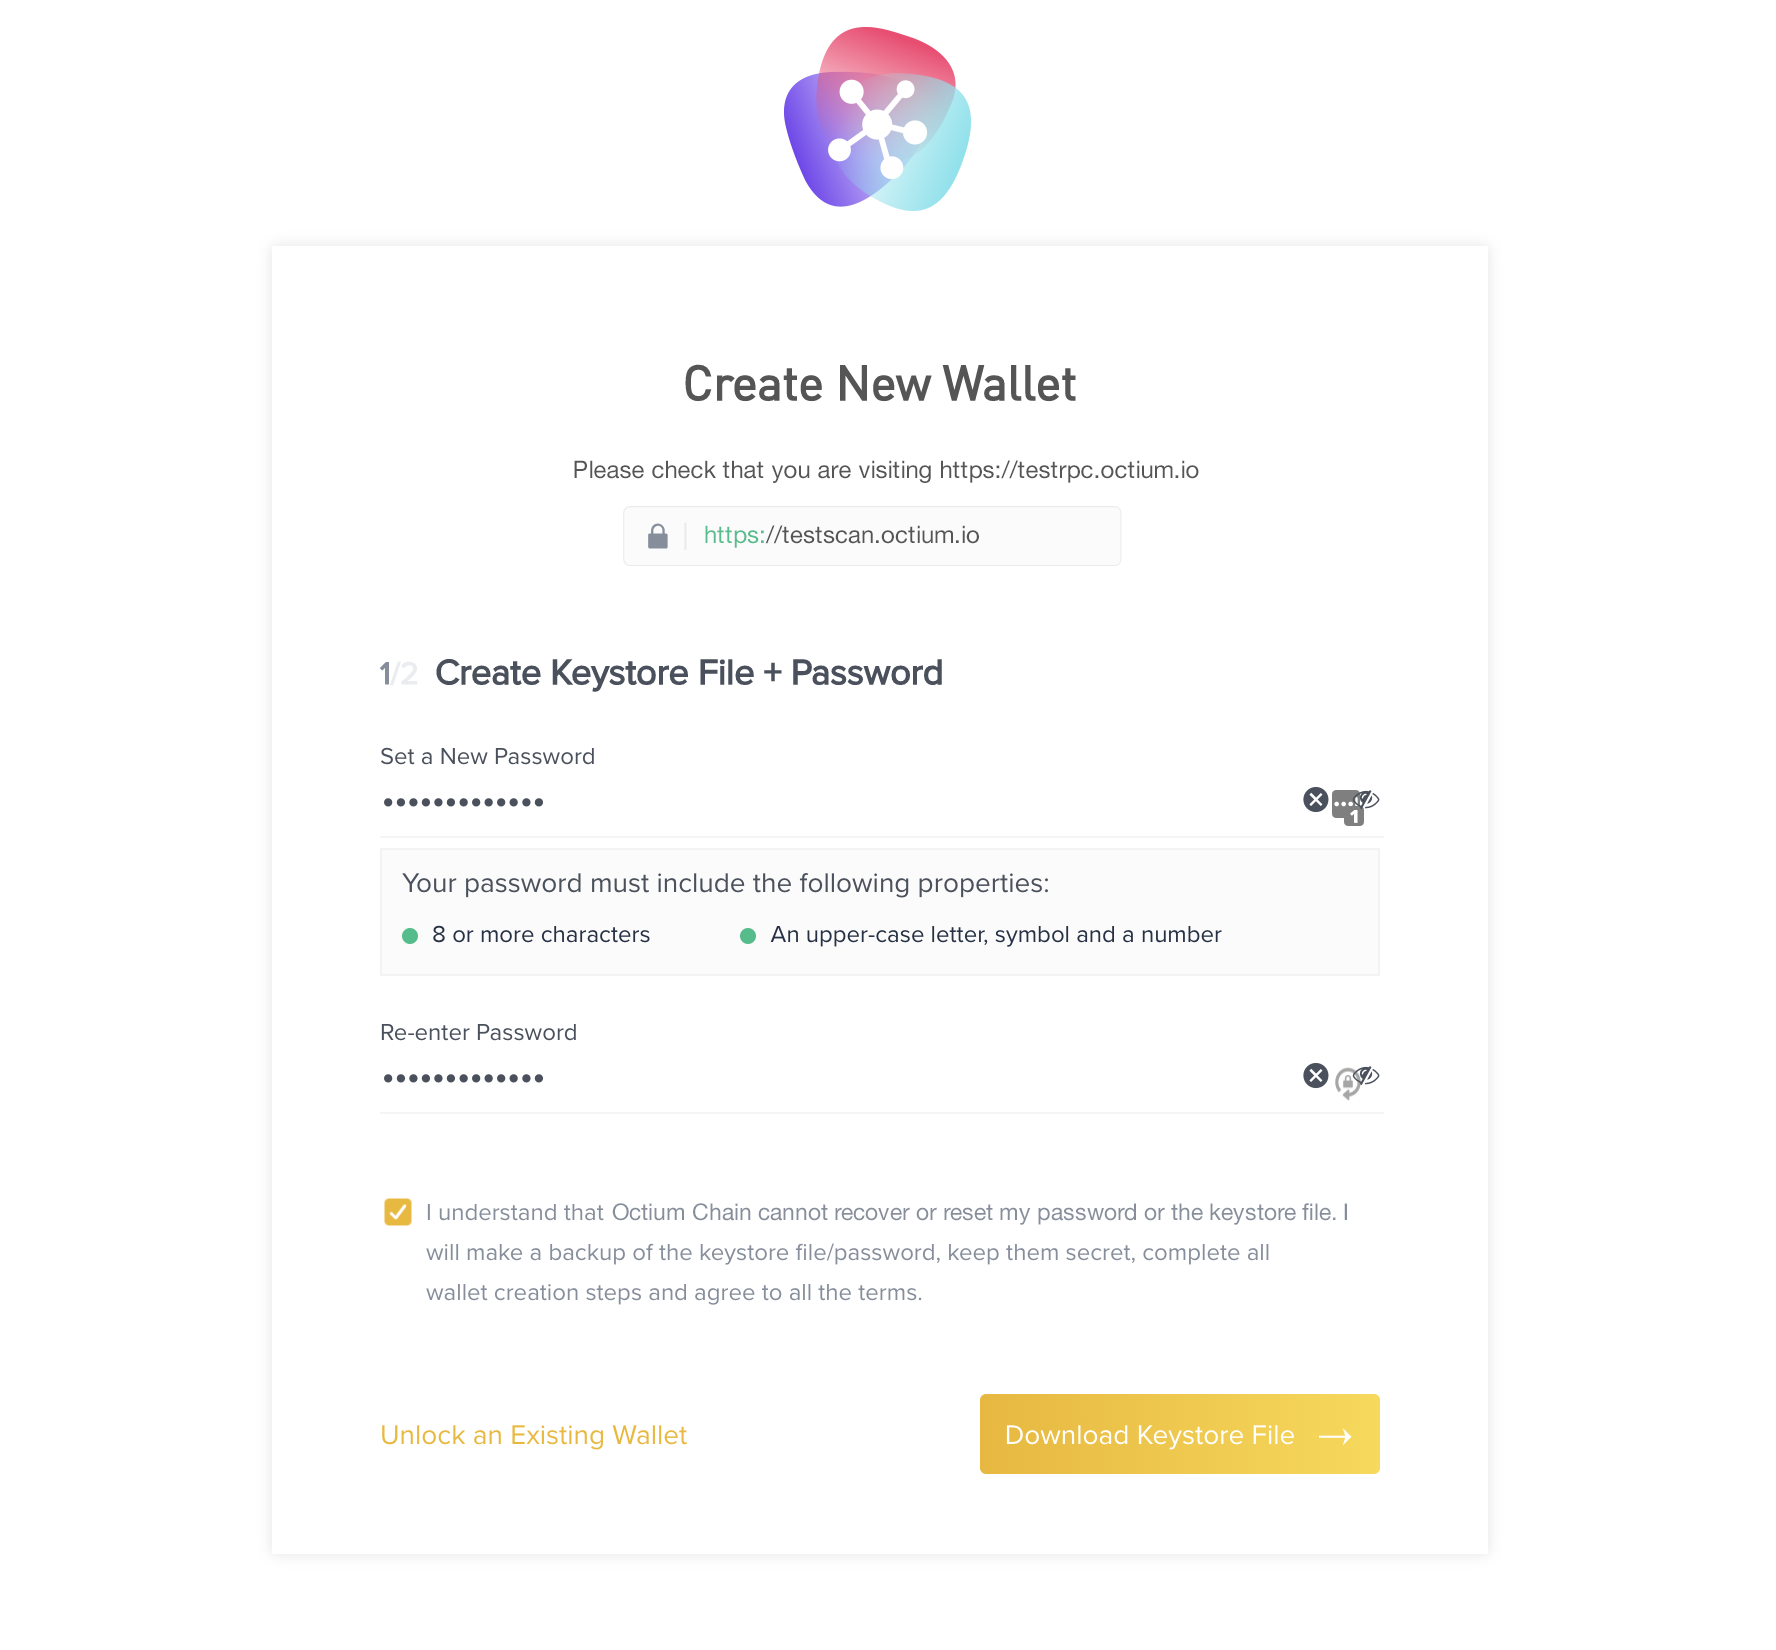 Create New Wallet
Please check that you are visiting https://testrpc.octium.io
https://testscan.octium.io
1/2 Create Keystore File + Password
Set a New Password
•••••••••••••
1
Your password must include the following properties:
8 or more characters
An upper-case letter, symbol and a number
Re-enter Password
•••••••••••••
I understand that Octium Chain cannot recover or reset my password or the keystore file. I
will make a backup of the keystore file/password, keep them secret, complete all
wallet creation steps and agree to all the terms.
Unlock an Existing Wallet
Download Keystore File →